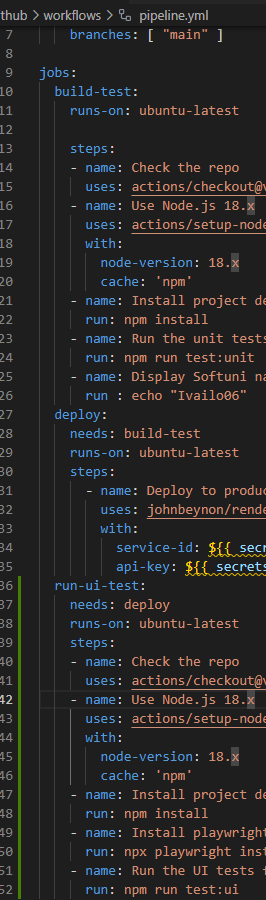 thub > workflows > pipeline.yml
7 branches: [ "main" ]
8
9 jobs:
10 build-test:
11 runs-on: ubuntu-latest
12
13 steps:
14 - name: Check the repo
15 uses: actions/checkout@v
16 - name: Use Node.js 18.x
17 uses: actions/setup-node
18 with:
19 node-version: 18.x
20 cache: 'npm'
21 - name: Install project de
22 run: npm install
23 - name: Run the unit tests
24 run: npm run test:unit
25 - name: Display Softuni na
26 run : echo "Ivailo06"
27 deploy:
28 needs: build-test
29 runs-on: ubuntu-latest
30 steps:
31 - name: Deploy to produc
32 uses: johnbeynon/rende
33 with:
34 service-id: ${{ secr
35 api-key: ${{ secrets
36 run-ui-test:
37 needs: deploy
38 runs-on: ubuntu-latest
39 steps:
40 - name: Check the repo
41 uses: actions/checkout@v
42 - name: Use Node.js 18.x
43 uses: actions/setup-node
44 with:
45 node-version: 18.x
46 cache: 'npm'
47 - name: Install project de
48 run: npm install
49 - name: Install playwright
50 run: npx playwright inst
51 - name: Run the UI tests f
52 run: npm run test:ui